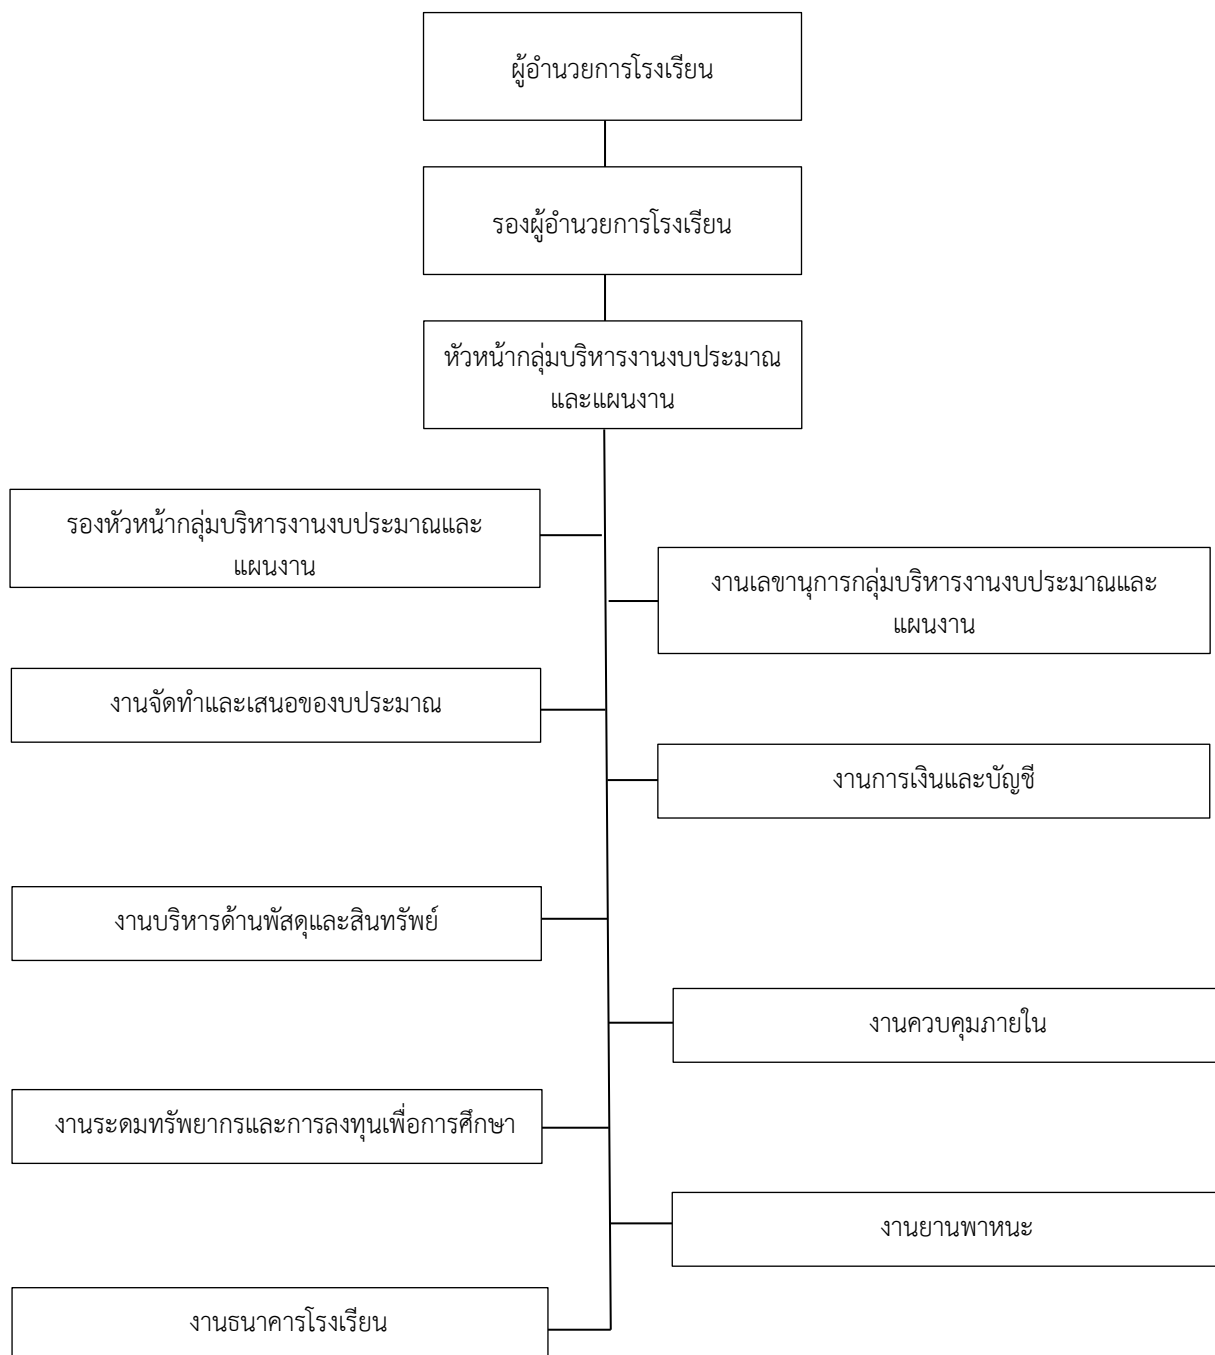 ผู้อำนวยการโรงเรียน
รองผู้อำนวยการโรงเรียน
หัวหน้ากลุ่มบริหารงานงบประมาณ
และแผนงาน
รองหัวหน้ากลุ่มบริหารงานงบประมาณและ
แผนงาน
งานเลขานุการกลุ่มบริหารงานงบประมาณและ
แผนงาน
งานจัดทำและเสนอของบประมาณ
งานการเงินและบัญชี
งานบริหารด้านพัสดุและสินทรัพย์
งานควบคุมภายใน
งานระดมทรัพยากรและการลงทุนเพื่อการศึกษา
งานยานพาหนะ
งานธนาคารโรงเรียน